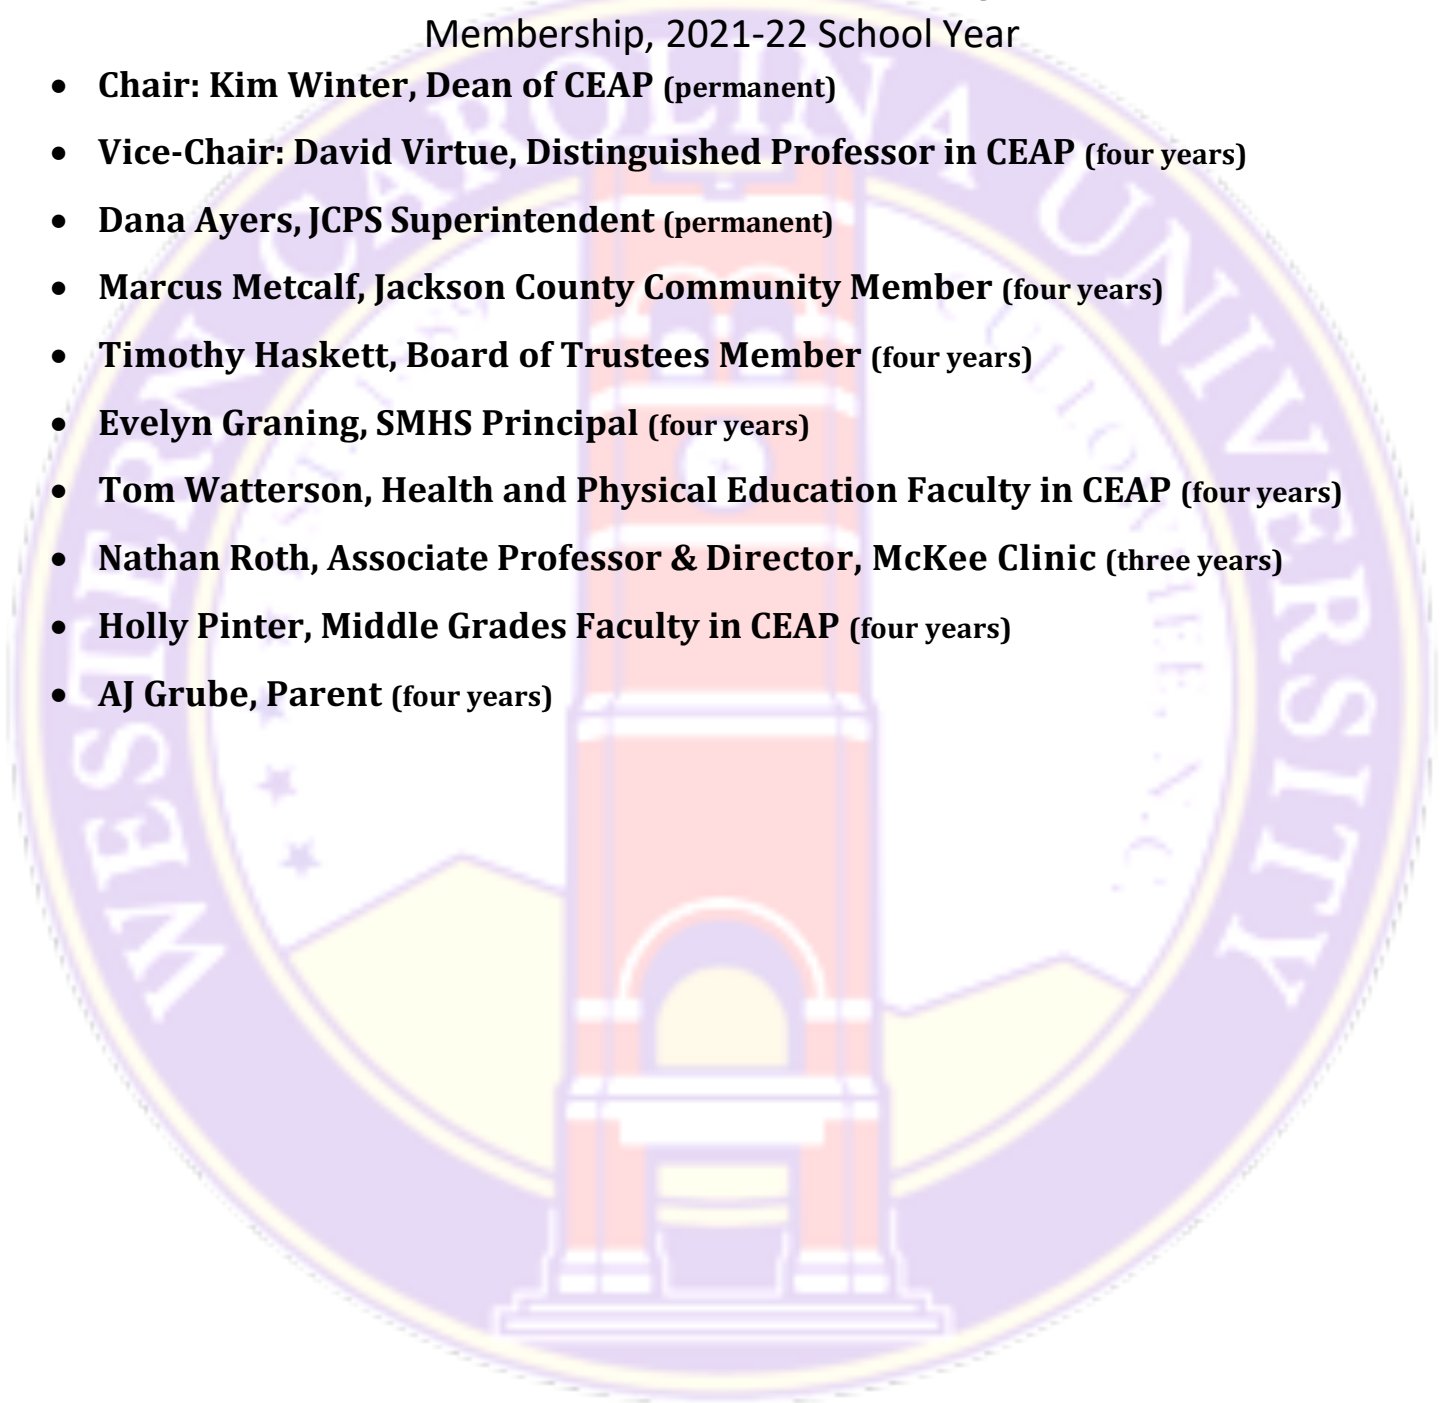 Membership, 2021-22 School Year
• Chair: Kim Winter, Dean of CEAP (permanent)
• Vice-Chair: David Virtue, Distinguished Professor in CEAP (four years)
• Dana Ayers, JCPS Superintendent (permanent)
• Marcus Metcalf, Jackson County Community Member (four years)
• Timothy Haskett, Board of Trustees Member (four years)
• Evelyn Graning, SMHS Principal (four years)
• Tom Watterson, Health and Physical Education Faculty in CEAP (four years)
• Nathan Roth, Associate Professor & Director, McKee Clinic (three years)
• Holly Pinter, Middle Grades Faculty in CEAP (four years)
• AJ Grube, Parent (four years)
WESTERN CAROLINA UNIVERSITY
CULLOWHEE, N.C.